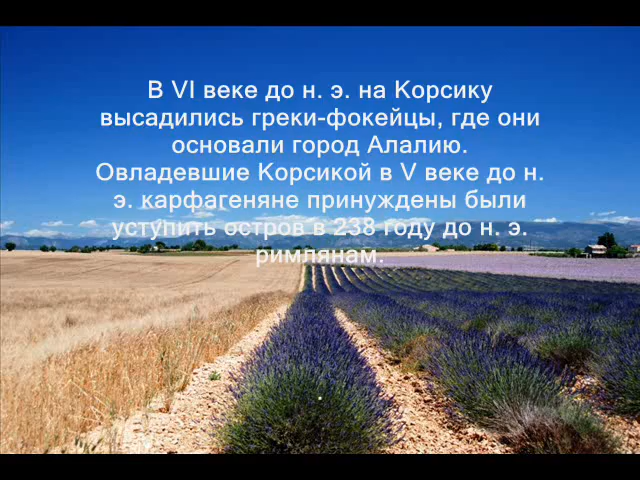 В VI веке до н. э. на Корсику
высадились греки-фокейцы, где они
основали город Алалию.
Овладевшие Корсикой в V веке до н.
э. карфагеняне принуждены были
уступить остров в 238 году до н. э.
римлянам.